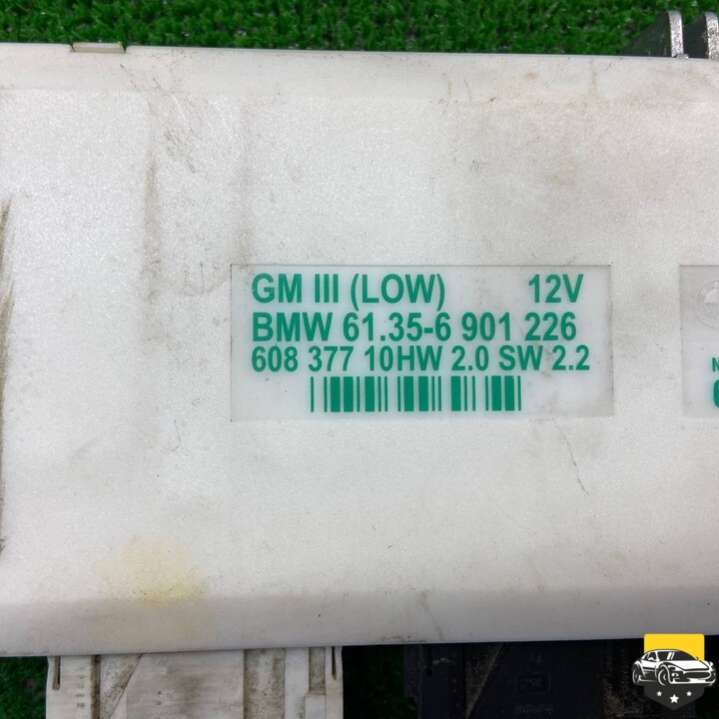 GM III (LOW) 12V
BMW 61.35-6 901 226
608 377 10HW 2.0 SW 2.2